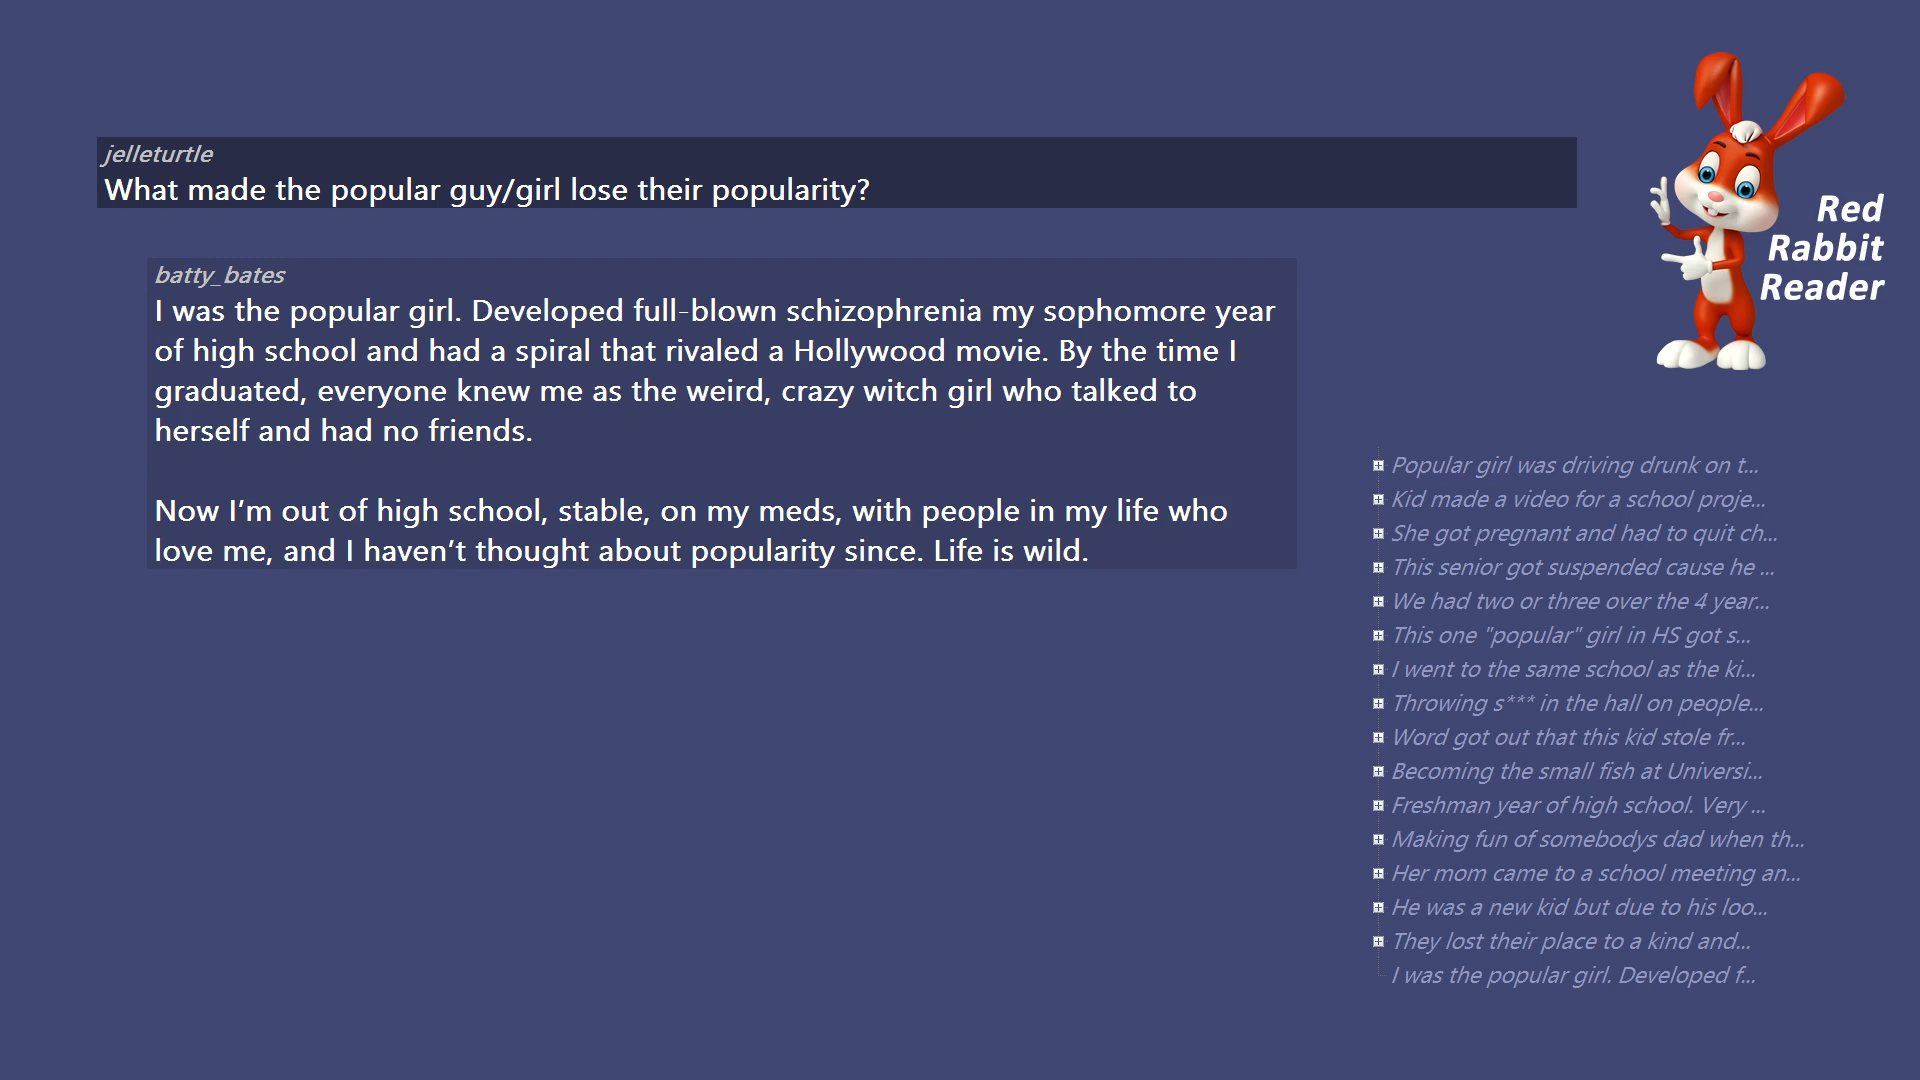 jelleturtle
What made the popular guy/girl lose their popularity?
batty_bates
I was the popular girl. Developed full-blown schizophrenia my sophomore year
of high school and had a spiral that rivaled a Hollywood movie. By the time I
graduated, everyone knew me as the weird, crazy witch girl who talked to
herself and had no friends.
Now I’m out of high school, stable, on my meds, with people in my life who
love me, and I haven’t thought about popularity since. Life is wild.
Red
Rabbit
Reader
Popular girl was driving drunk on t...
Kid made a video for a school proje...
She got pregnant and had to quit ch...
This senior got suspended cause he ...
We had two or three over the 4 year...
This one "popular" girl in HS got s...
I went to the same school as the ki...
Throwing s*** in the hall on people...
Word got out that this kid stole fr...
Becoming the small fish at Universi...
Freshman year of high school. Very ...
Making fun of somebodys dad when th...
Her mom came to a school meeting an...
He was a new kid but due to his loo...
They lost their place to a kind and...
I was the popular girl. Developed f...